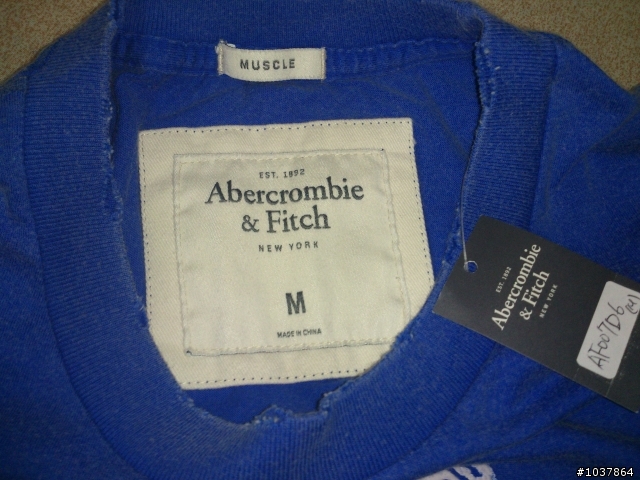 MUSCLE
EST. 1892
Abercrombie
& Fitch
NEW YORK
M
MADE IN CHINA
EST. 1892
Abercrombie
& Fitch
NEW YORK
AF007D6
(M)
#1037864